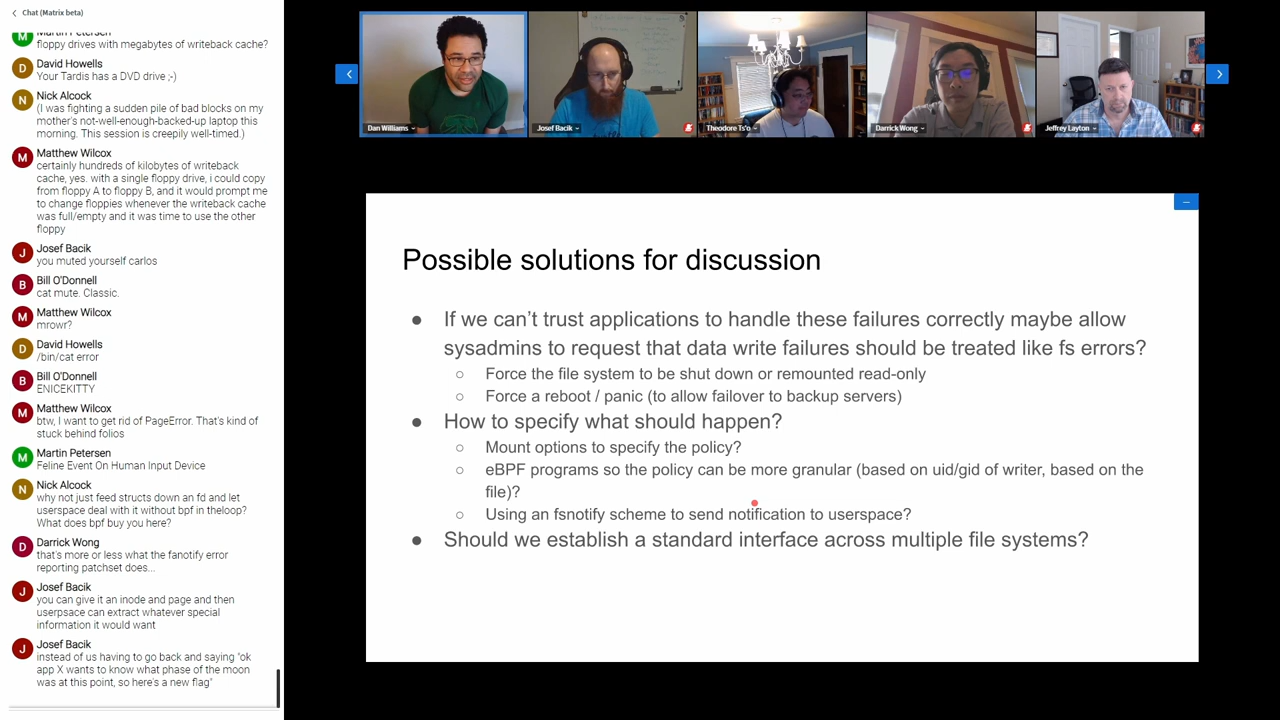 Chat (Matrix beta)
Martin Petersen
floppy drives with megabytes of writeback cache?
David Howells
Your Tardis has a DVD drive ;-)
Nick Alcock
(I was fighting a sudden pile of bad blocks on my
mother's not-well-enough-backed-up laptop this
morning. This session is creepily well-timed.)
Matthew Wilcox
certainly hundreds of kilobytes of writeback
cache, yes. with a single floppy drive, i could copy
from floppy A to floppy B, and it would prompt me
to change floppies whenever the writeback cache
was full/empty and it was time to use the other
floppy
Josef Bacik
you muted yourself carlos
Bill O'Donnell
cat mute. Classic.
Matthew Wilcox
mrowr?
David Howells
/bin/cat error
Bill O'Donnell
ENICEKITTY
Matthew Wilcox
btw, I want to get rid of PageError. That's kind of
stuck behind folios
Martin Petersen
Feline Event On Human Input Device
Nick Alcock
why not just feed structs down an fd and let
userspace deal with it without bpf in theloop?
What does bpf buy you here?
Darrick Wong
that's more or less what the fanotify error
reporting patchset does...
Josef Bacik
you can give it an inode and page and then
userpsace can extract whatever special
information it would want
Josef Bacik
instead of us having to go back and saying "ok
app X wants to know what phase of the moon
was at this point, so here's a new flag"
M
D
N
M
J
B
M
D
B
M
M
N
D
J
J
Dan Williams
Josef Bacik
Theodore Ts'o
Darrick Wong
Jeffrey Layton
Possible solutions for discussion
● If we can't trust applications to handle these failures correctly maybe allow
sysadmins to request that data write failures should be treated like fs errors?
○ Force the file system to be shut down or remounted read-only
○ Force a reboot / panic (to allow failover to backup servers)
● How to specify what should happen?
○ Mount options to specify the policy?
○ eBPF programs so the policy can be more granular (based on uid/gid of writer, based on the
file)?
○ Using an fsnotify scheme to send notification to userspace?
● Should we establish a standard interface across multiple file systems?